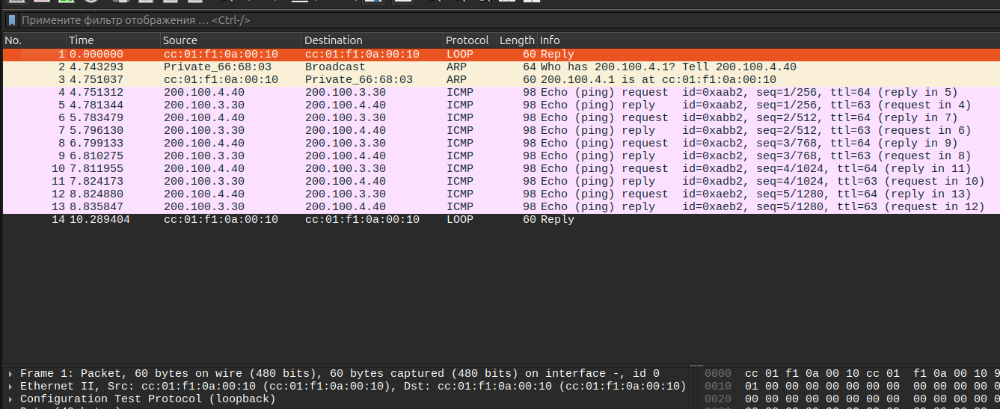 Примените фильтр отображения … <Ctrl-/>
No. Time Source Destination Protocol Length Info
1 0.000000 cc:01:f1:0a:00:10 cc:01:f1:0a:00:10 LOOP 60 Reply
2 4.743293 Private_66:68:03 Broadcast ARP 64 Who has 200.100.4.1? Tell 200.100.4.40
3 4.751037 cc:01:f1:0a:00:10 Private_66:68:03 ARP 60 200.100.4.1 is at cc:01:f1:0a:00:10
4 4.751312 200.100.4.40 200.100.3.30 ICMP 98 Echo (ping) request id=0xaab2, seq=1/256, ttl=64 (reply in 5)
5 4.781344 200.100.3.30 200.100.4.40 ICMP 98 Echo (ping) reply id=0xaab2, seq=1/256, ttl=63 (request in 4)
6 5.783479 200.100.4.40 200.100.3.30 ICMP 98 Echo (ping) request id=0xabb2, seq=2/512, ttl=64 (reply in 7)
7 5.796130 200.100.3.30 200.100.4.40 ICMP 98 Echo (ping) reply id=0xabb2, seq=2/512, ttl=63 (request in 6)
8 6.799133 200.100.4.40 200.100.3.30 ICMP 98 Echo (ping) request id=0xacb2, seq=3/768, ttl=64 (reply in 9)
9 6.810275 200.100.3.30 200.100.4.40 ICMP 98 Echo (ping) reply id=0xacb2, seq=3/768, ttl=63 (request in 8)
10 7.811955 200.100.4.40 200.100.3.30 ICMP 98 Echo (ping) request id=0xadb2, seq=4/1024, ttl=64 (reply in 11)
11 7.824173 200.100.3.30 200.100.4.40 ICMP 98 Echo (ping) reply id=0xadb2, seq=4/1024, ttl=63 (request in 10)
12 8.824880 200.100.4.40 200.100.3.30 ICMP 98 Echo (ping) request id=0xaeb2, seq=5/1280, ttl=64 (reply in 13)
13 8.835847 200.100.3.30 200.100.4.40 ICMP 98 Echo (ping) reply id=0xaeb2, seq=5/1280, ttl=63 (request in 12)
14 10.289404 cc:01:f1:0a:00:10 cc:01:f1:0a:00:10 LOOP 60 Reply
Frame 1: Packet, 60 bytes on wire (480 bits), 60 bytes captured (480 bits) on interface -, id 0
Ethernet II, Src: cc:01:f1:0a:00:10 (cc:01:f1:0a:00:10), Dst: cc:01:f1:0a:00:10 (cc:01:f1:0a:00:10)
Configuration Test Protocol (loopback)
0000 cc 01 f1 0a 00 10 cc 01 f1 0a 00 10 9
0010 01 00 00 00 00 00 00 00 00 00 00 00 0
0020 00 00 00 00 00 00 00 00 00 00 00 00 0